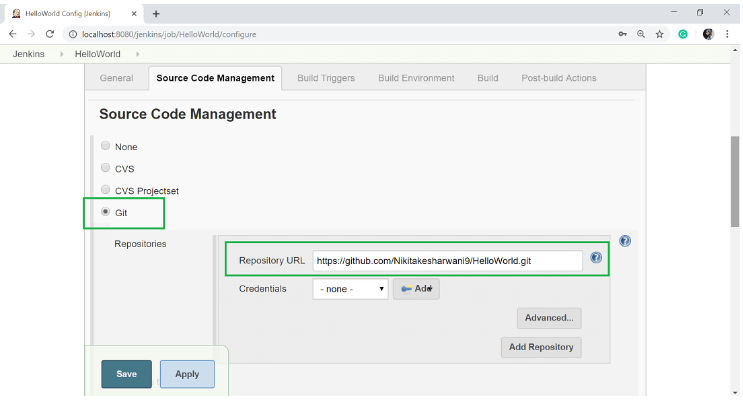 HelloWorld Config [Jenkins]
localhost:8080/jenkins/job/HelloWorld/configure
Jenkins HelloWorld
General Source Code Management Build Triggers Build Environment Build Post-build Actions
Source Code Management
None
CVS
CVS Projectset
Git
Repositories
Repository URL https://github.com/Nikitakesharwani9/HelloWorld.git
Credentials - none - Add
Advanced...
Add Repository
Save Apply